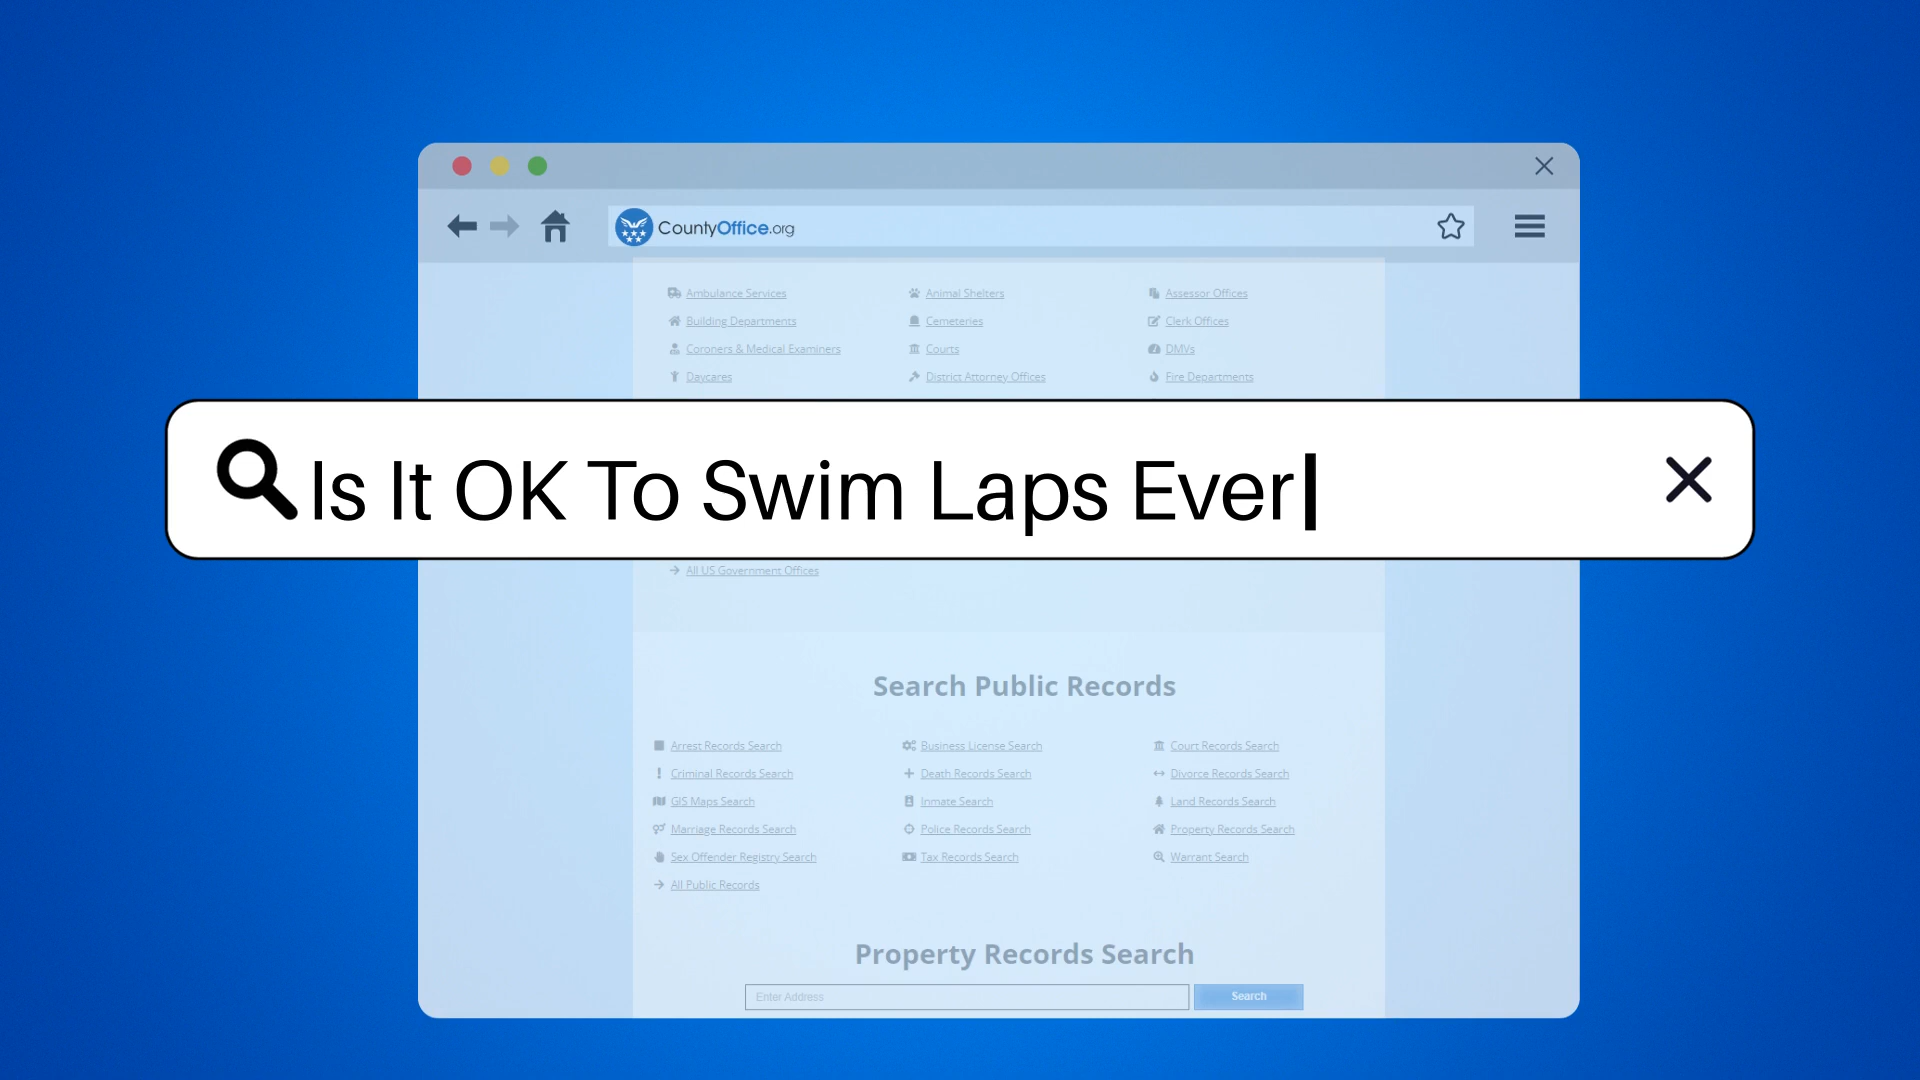 CountyOffice.org
Ambulance Services Animal Shelters Assessor Offices
Building Departments Cemeteries Clerk Offices
Coroners & Medical Examiners Courts DMVs
Daycares District Attorney Offices Fire Departments
Is It OK To Swim Laps Ever
All US Government Offices
Search Public Records
Arrest Records Search Business License Search Court Records Search
Criminal Records Search Death Records Search Divorce Records Search
GIS Maps Search Inmate Search Land Records Search
Marriage Records Search Police Records Search Property Records Search
Sex Offender Registry Search Tax Records Search Warrant Search
All Public Records
Property Records Search
Enter Address Search